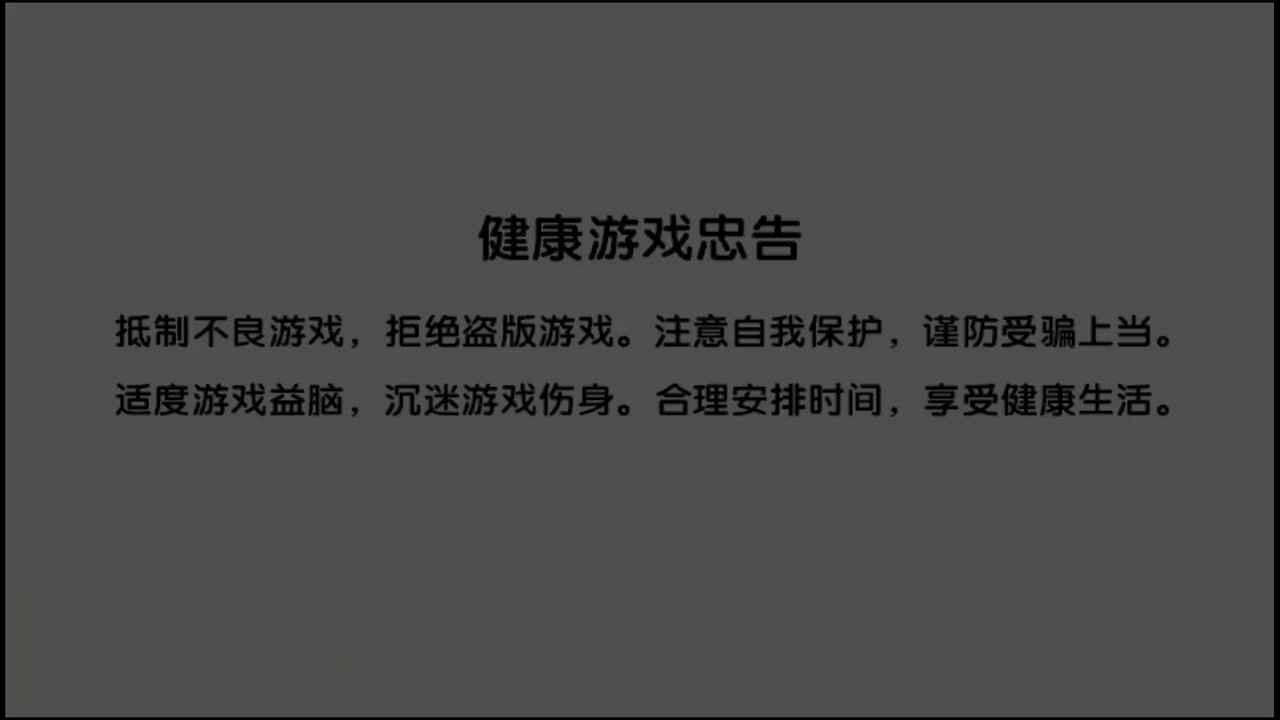 健康游戏忠告
抵制不良游戏，拒绝盗版游戏。注意自我保护，谨防受骗上当。
适度游戏益脑，沉迷游戏伤身。合理安排时间，享受健康生活。